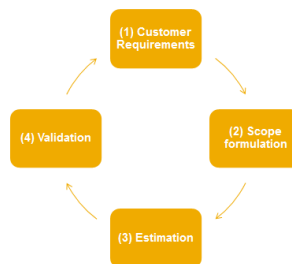 (1) Customer
Requirements
(2) Scope
formulation
(3) Estimation
(4) Validation